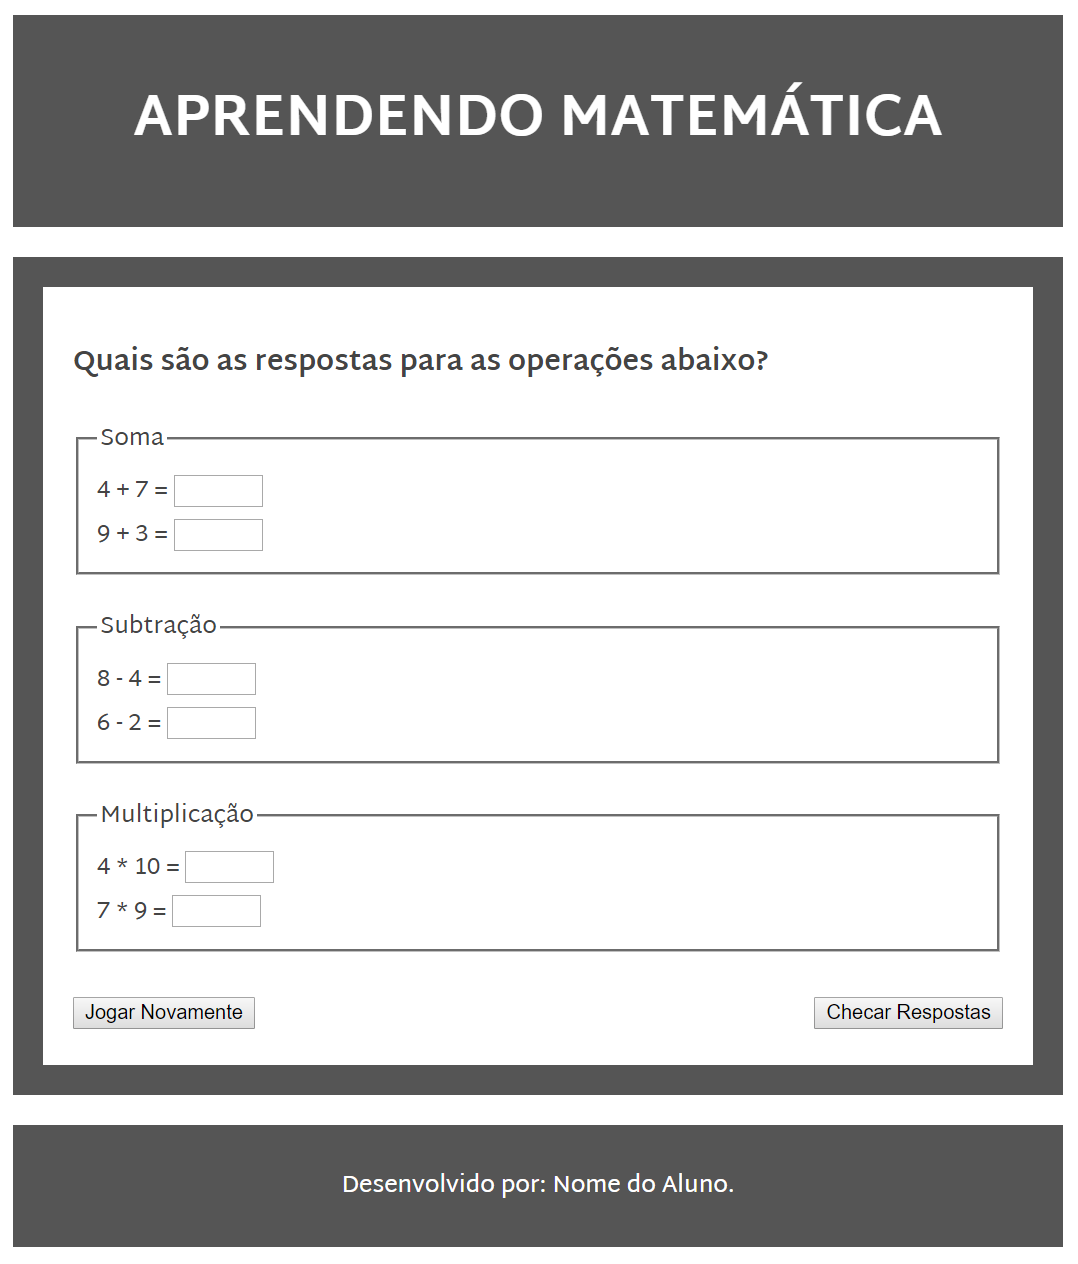 APRENDENDO MATEMÁTICA
Quais são as respostas para as operações abaixo?
Soma
4 + 7 =
9 + 3 =
Subtração
8 - 4 =
6 - 2 =
Multiplicação
4 * 10 =
7 * 9 =
Jogar Novamente
Checar Respostas
Desenvolvido por: Nome do Aluno.